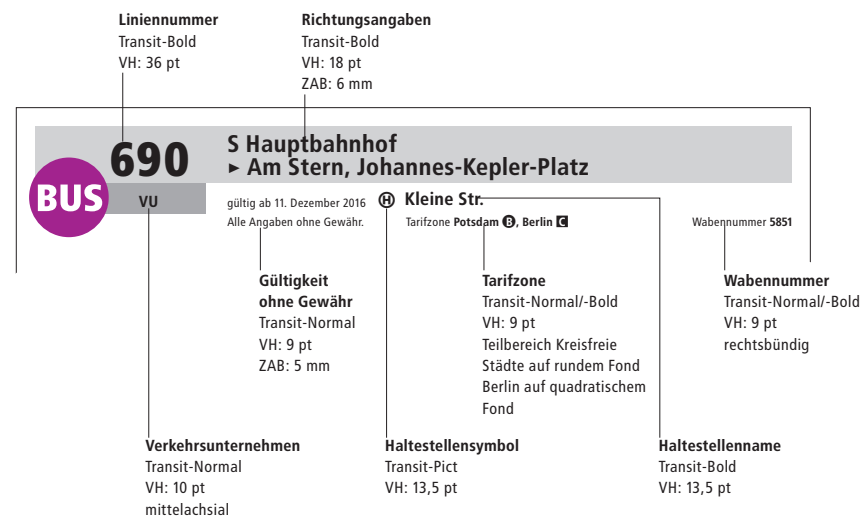 Liniennummer
Transit-Bold
VH: 36 pt
Richtungsangaben
Transit-Bold
VH: 18 pt
ZAB: 6 mm
690
S Hauptbahnhof
▸ Am Stern, Johannes-Kepler-Platz
BUS
VU
gültig ab 11. Dezember 2016
Ⓗ Kleine Str.
Alle Angaben ohne Gewähr.
Tarifzone Potsdam B, Berlin C
Wabennummer 5851
Gültigkeit
ohne Gewähr
Transit-Normal
VH: 9 pt
ZAB: 5 mm
Tarifzone
Transit-Normal/-Bold
VH: 9 pt
Teilbereich Kreisfreie
Städte auf rundem Fond
Berlin auf quadratischem
Fond
Wabennummer
Transit-Normal/-Bold
VH: 9 pt
rechtsbündig
Verkehrsunternehmen
Transit-Normal
VH: 10 pt
mittelachsial
Haltestellensymbol
Transit-Pict
VH: 13,5 pt
Haltestellenname
Transit-Bold
VH: 13,5 pt